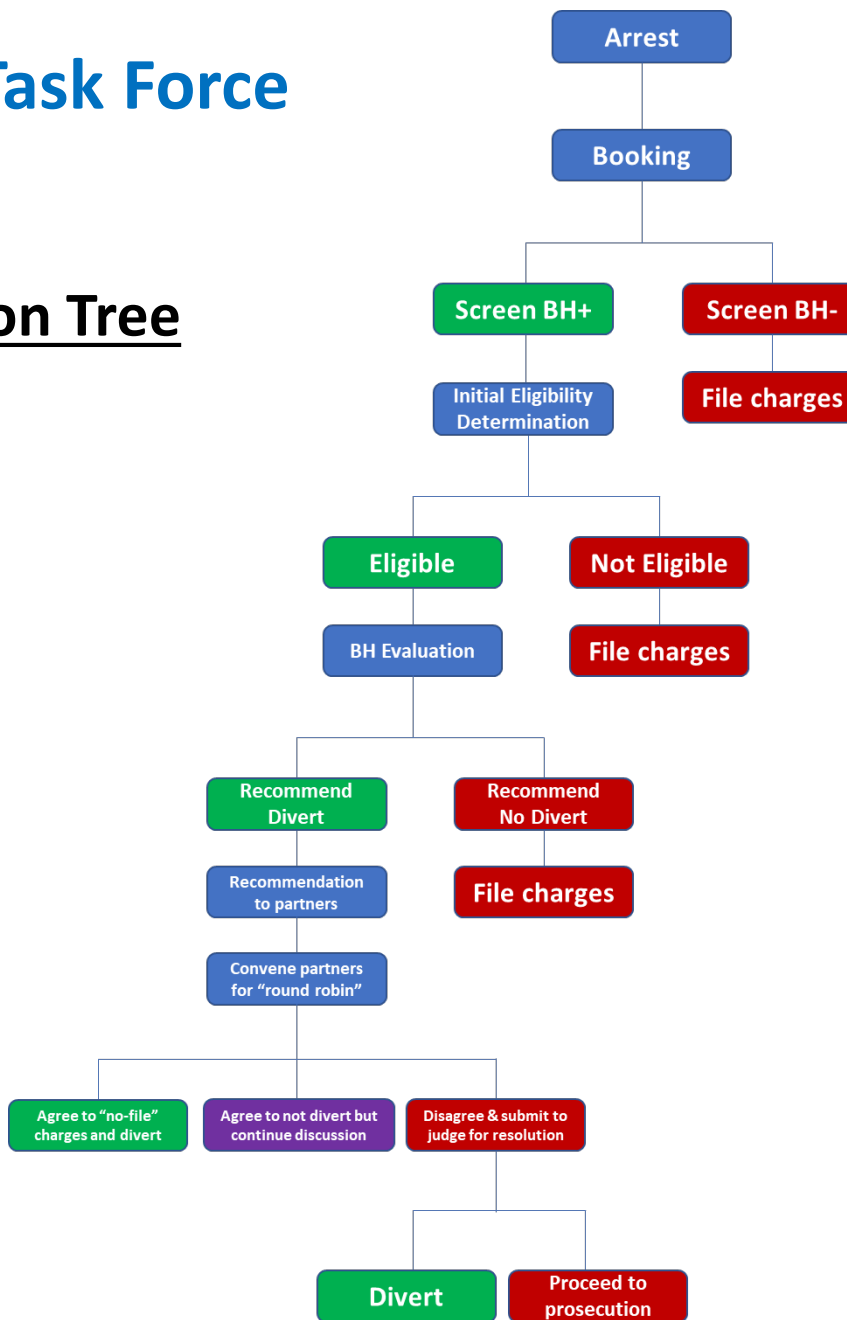 Task Force
on Tree
Arrest
Booking
Screen BH+
Screen BH-
Initial Eligibility
Determination
File charges
Eligible
Not Eligible
BH Evaluation
File charges
Recommend
Divert
Recommend
No Divert
Recommendation
to partners
File charges
Convene partners
for “round robin”
Agree to “no-file”
charges and divert
Agree to not divert but
continue discussion
Disagree & submit to
judge for resolution
Divert
Proceed to
prosecution